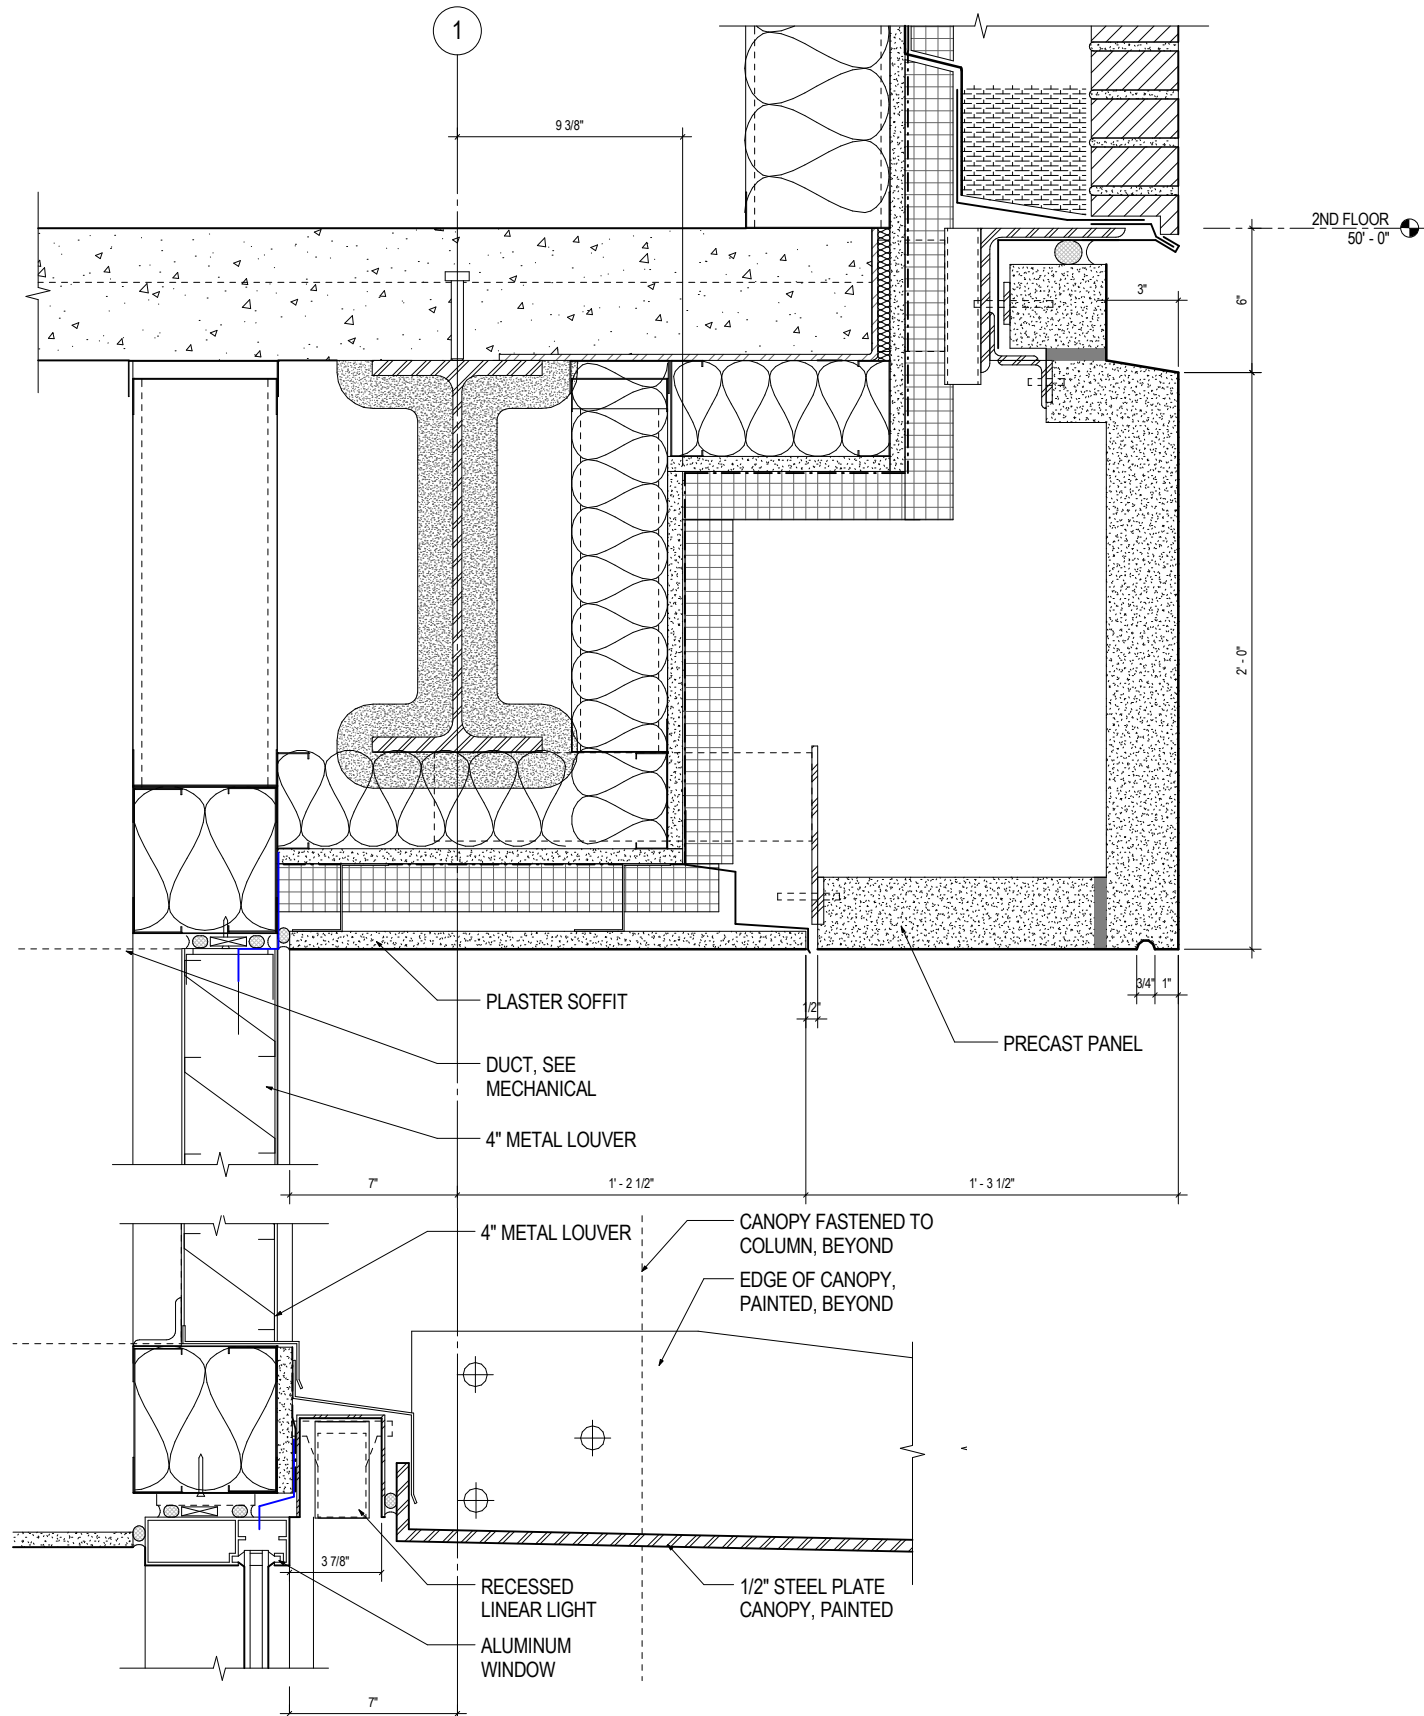 1
9 3/8"
2ND FLOOR
50' - 0"
3"
6"
2' - 0"
3/4"
1"
1/2"
PLASTER SOFFIT
PRECAST PANEL
DUCT, SEE
MECHANICAL
4" METAL LOUVER
7"
1' - 2 1/2"
1' - 3 1/2"
4" METAL LOUVER
CANOPY FASTENED TO
COLUMN, BEYOND
EDGE OF CANOPY,
PAINTED, BEYOND
3 7/8"
RECESSED
LINEAR LIGHT
1/2" STEEL PLATE
CANOPY, PAINTED
ALUMINUM
WINDOW
7"